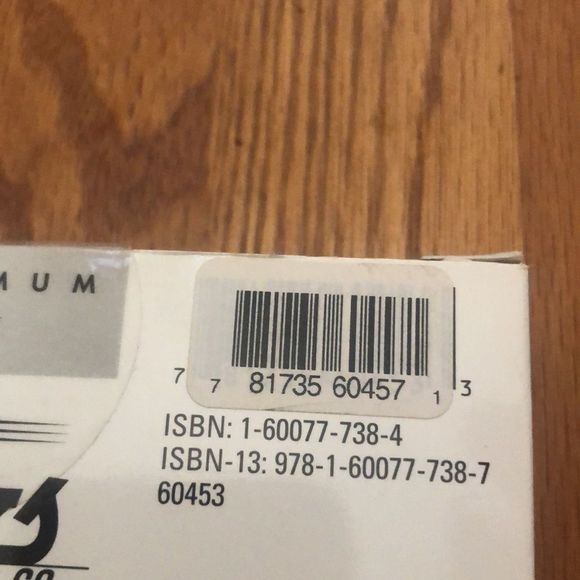 MUM
7 7 81735 60457 1 3
ISBN: 1-60077-738-4
ISBN-13: 978-1-60077-738-7
60453